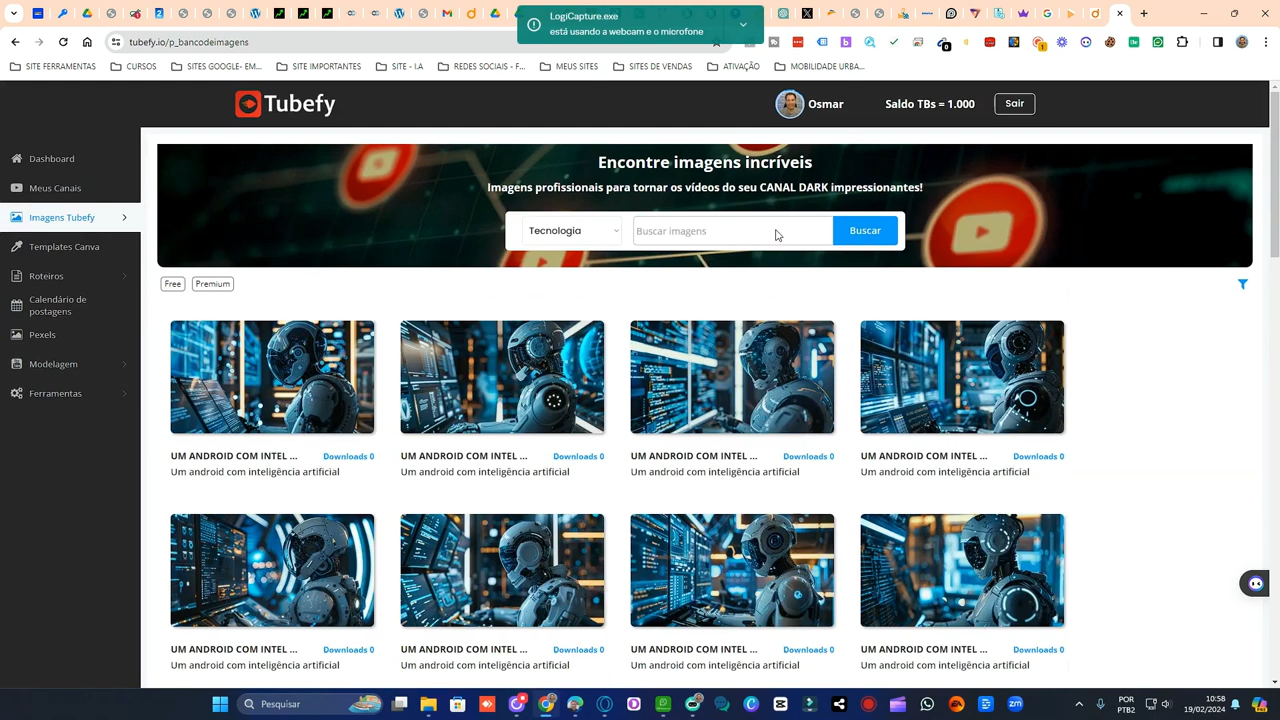 LogiCapture.exe
está usando a webcam e o microfone
tubefy.io/p_bancodeimagens
SITE FERRAMENTAS
CURSOS
SITES GOOGLE- EM...
SITE IMPORTANTES
SITE - I.A
REDES SOCIAIS - F...
MEUS SITES
SITES DE VENDAS
ATIVAÇÃO
MOBILIDADE URBA...
Tubefy
Osmar
Saldo TBs = 1.000
Sair
Dashboard
Meus Canais
Imagens Tubefy
Templates Canva
Roteiros
Calendário de
postagens
Pexels
Modelagem
Ferramentas
Encontre imagens incríveis
Imagens profissionais para tornar os vídeos do seu CANAL DARK impressionantes!
Tecnologia
Buscar imagens
Buscar
Free
Premium
UM ANDROID COM INTEL ... Downloads 0
Um android com inteligência artificial
UM ANDROID COM INTEL ... Downloads 0
Um android com inteligência artificial
UM ANDROID COM INTEL ... Downloads 0
Um android com inteligência artificial
UM ANDROID COM INTEL ... Downloads 0
Um android com inteligência artificial
UM ANDROID COM INTEL ... Downloads 0
Um android com inteligência artificial
UM ANDROID COM INTEL ... Downloads 0
Um android com inteligência artificial
UM ANDROID COM INTEL ... Downloads 0
Um android com inteligência artificial
UM ANDROID COM INTEL ... Downloads 0
Um android com inteligência artificial
Pesquisar
POR
PTB2
10:58
19/02/2024